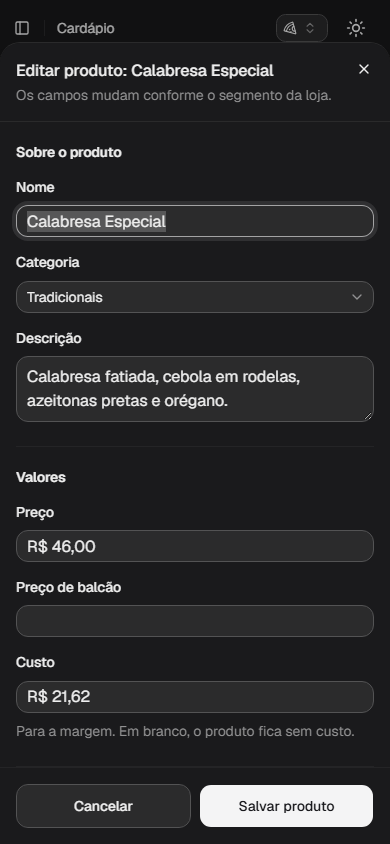 Cardápio
Editar produto: Calabresa Especial
Os campos mudam conforme o segmento da loja.
Sobre o produto
Nome
Calabresa Especial
Categoria
Tradicionais
Descrição
Calabresa fatiada, cebola em rodelas,
azeitonas pretas e orégano.
Valores
Preço
R$ 46,00
Preço de balcão
Custo
R$ 21,62
Para a margem. Em branco, o produto fica sem custo.
Cancelar
Salvar produto